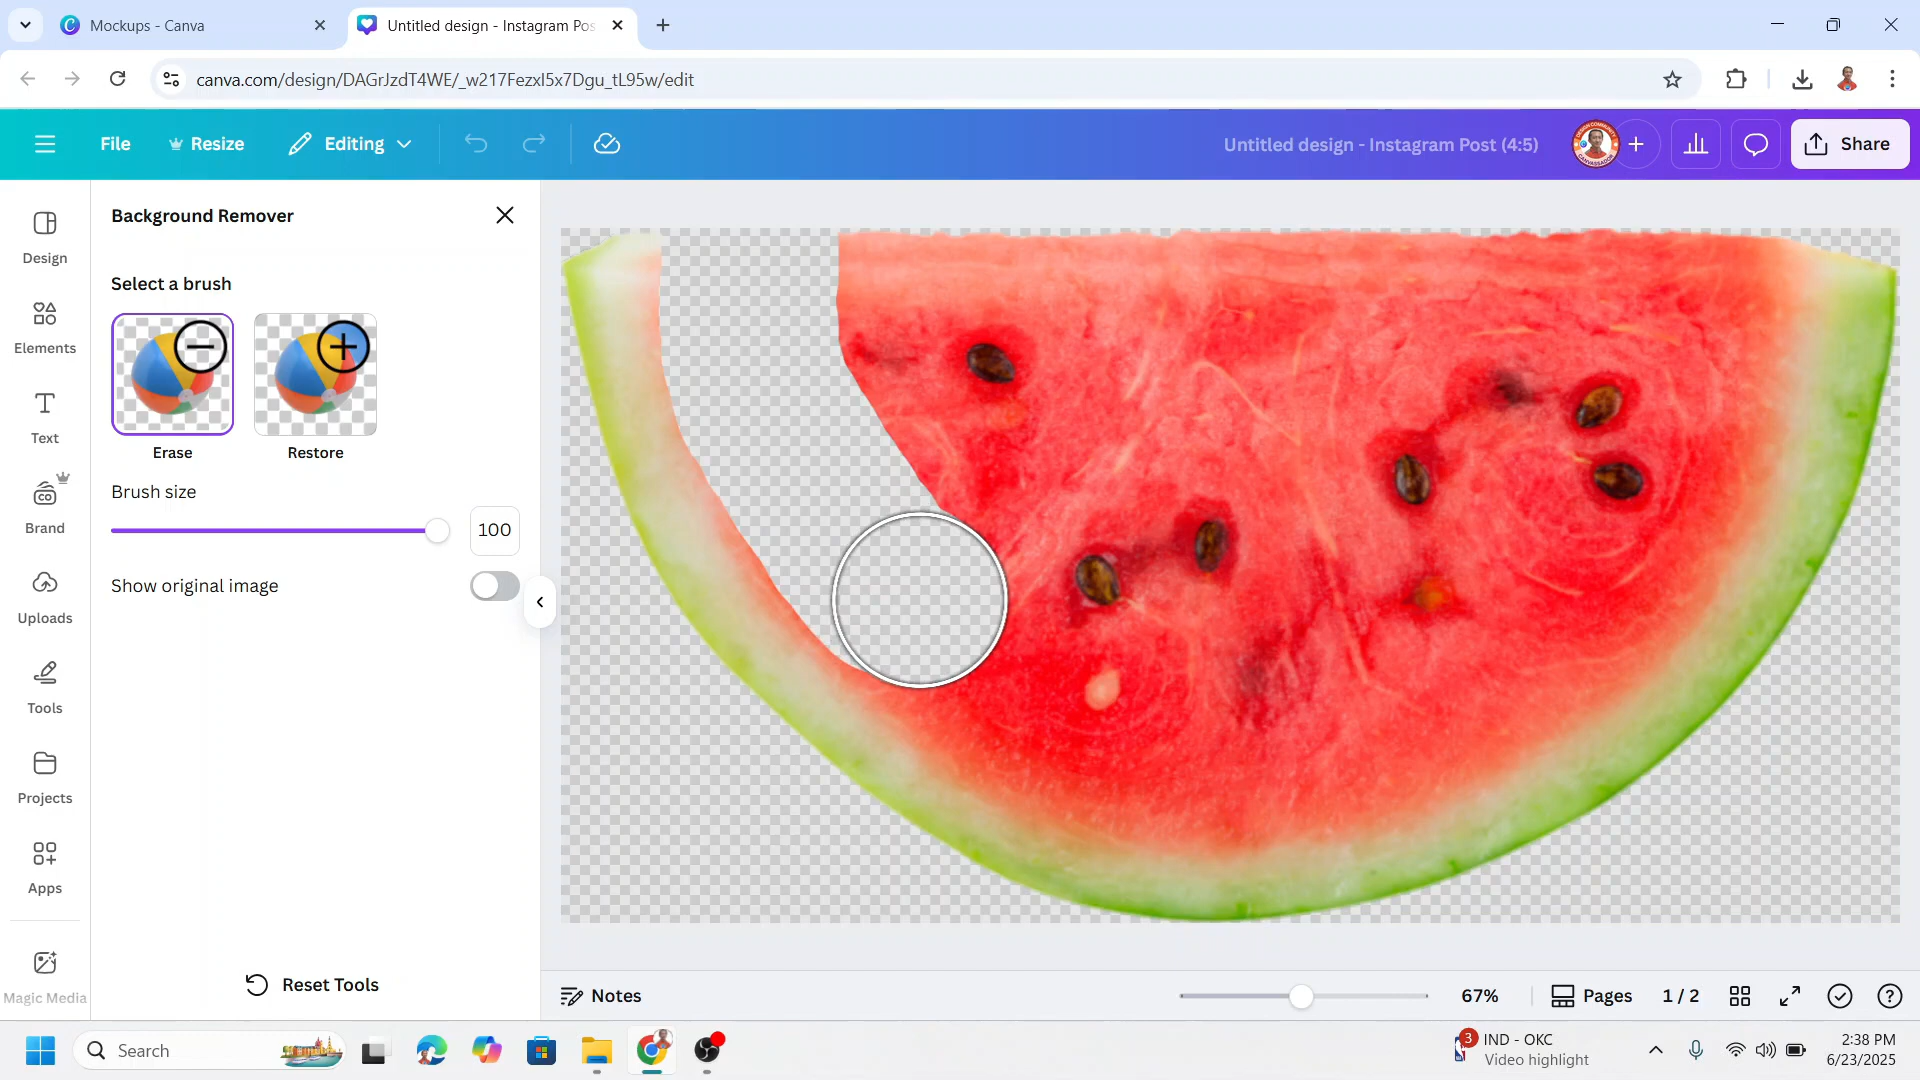 Mockups - Canva
Untitled design - Instagram Pos
canva.com/design/DAGrJzdT4WE/_w217FezxI5x7Dgu_tL95w/edit
File
Resize
Editing
Untitled design - Instagram Post (4:5)
Share
Design
Elements
Text
Brand
Uploads
Tools
Projects
Apps
Magic Media
Background Remover
Select a brush
Erase
Restore
Brush size
100
Show original image
Reset Tools
Notes
67%
Pages
1 / 2
Search
3
IND - OKC
Video highlight
2:38 PM
6/23/2025